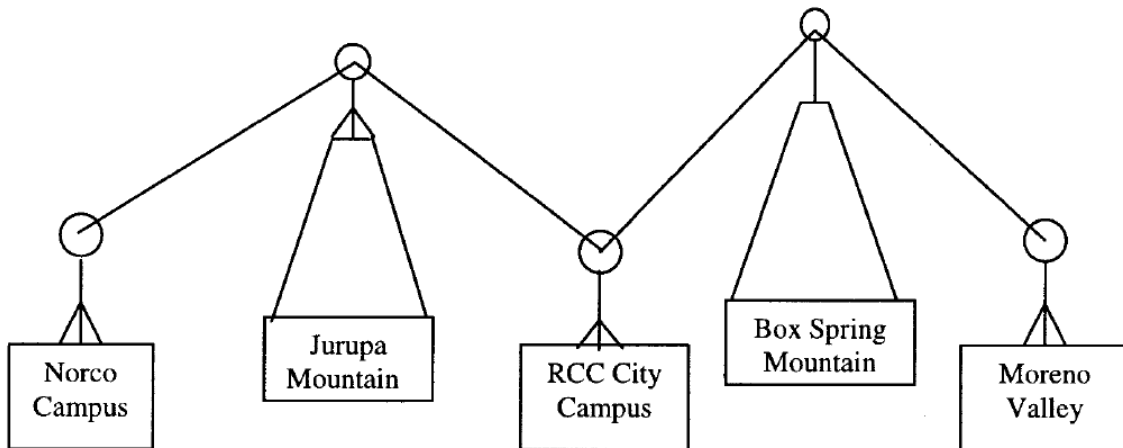 Norco
Campus
Jurupa
Mountain
RCC City
Campus
Box Spring
Mountain
Moreno
Valley